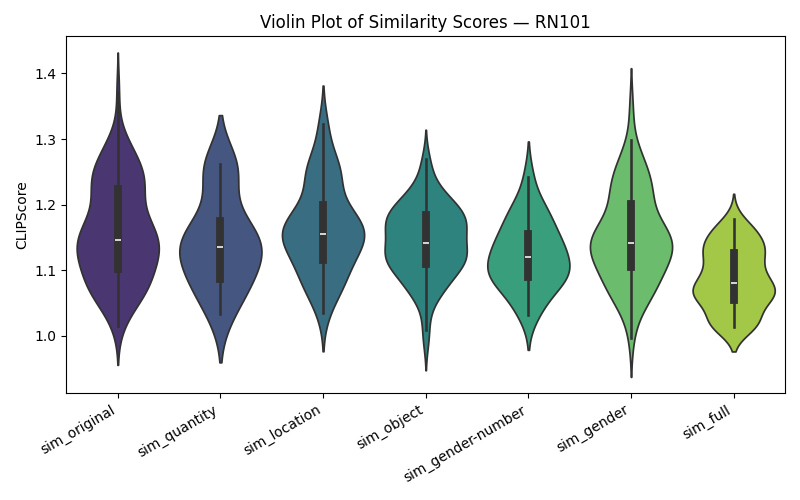 Violin Plot of Similarity Scores — RN101
CLIPScore
1.4
1.3
1.2
1.1
1.0
sim_original
sim_quantity
sim_location
sim_object
sim_gender-number
sim_gender
sim_full